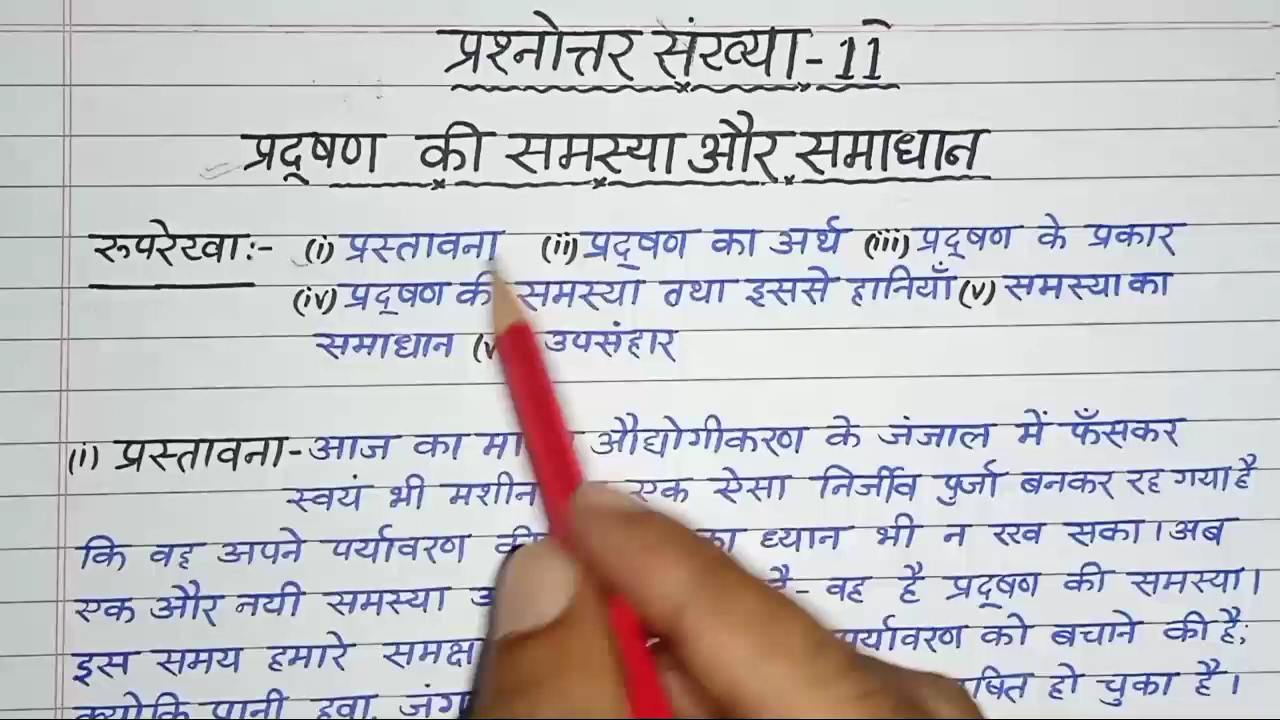 प्रश्नोत्तर संख्या-11
प्रदूषण की समस्या और समाधान
रूपरेखा:- (i) प्रस्तावना (ii) प्रदूषण का अर्थ (iii) प्रदूषण के प्रकार
(iv) प्रदूषण की समस्या तथा इससे हानियाँ (v) समस्या का
समाधान उपसंहार
(i) प्रस्तावना - आज का औद्योगीकरण के जंजाल में फँसकर
स्वयं भी मशीन एक ऐसा निर्जीव पुर्जा बनकर रह गया है
कि वह अपने पर्यावरण की का ध्यान भी न रख सका। अब
एक और नयी समस्या है- वह है प्रदूषण की समस्या।
इस समय हमारे समक्ष पर्यावरण को बचाने की है;
क्योकि पानी, हवा, हो चुका है।